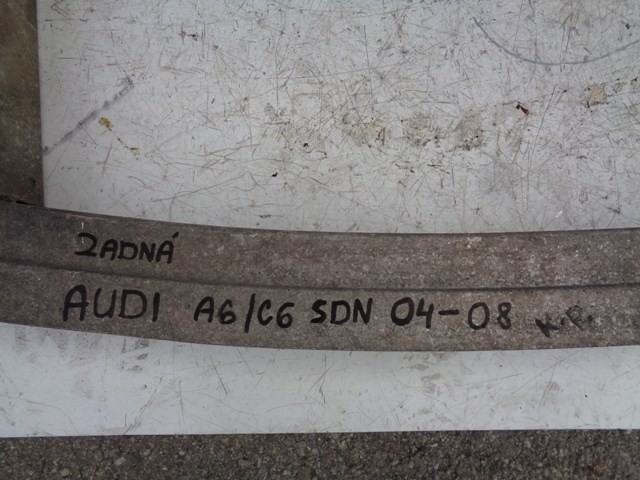 ZADNÁ
AUDI A6/C6 SDN 04-08 K.P.